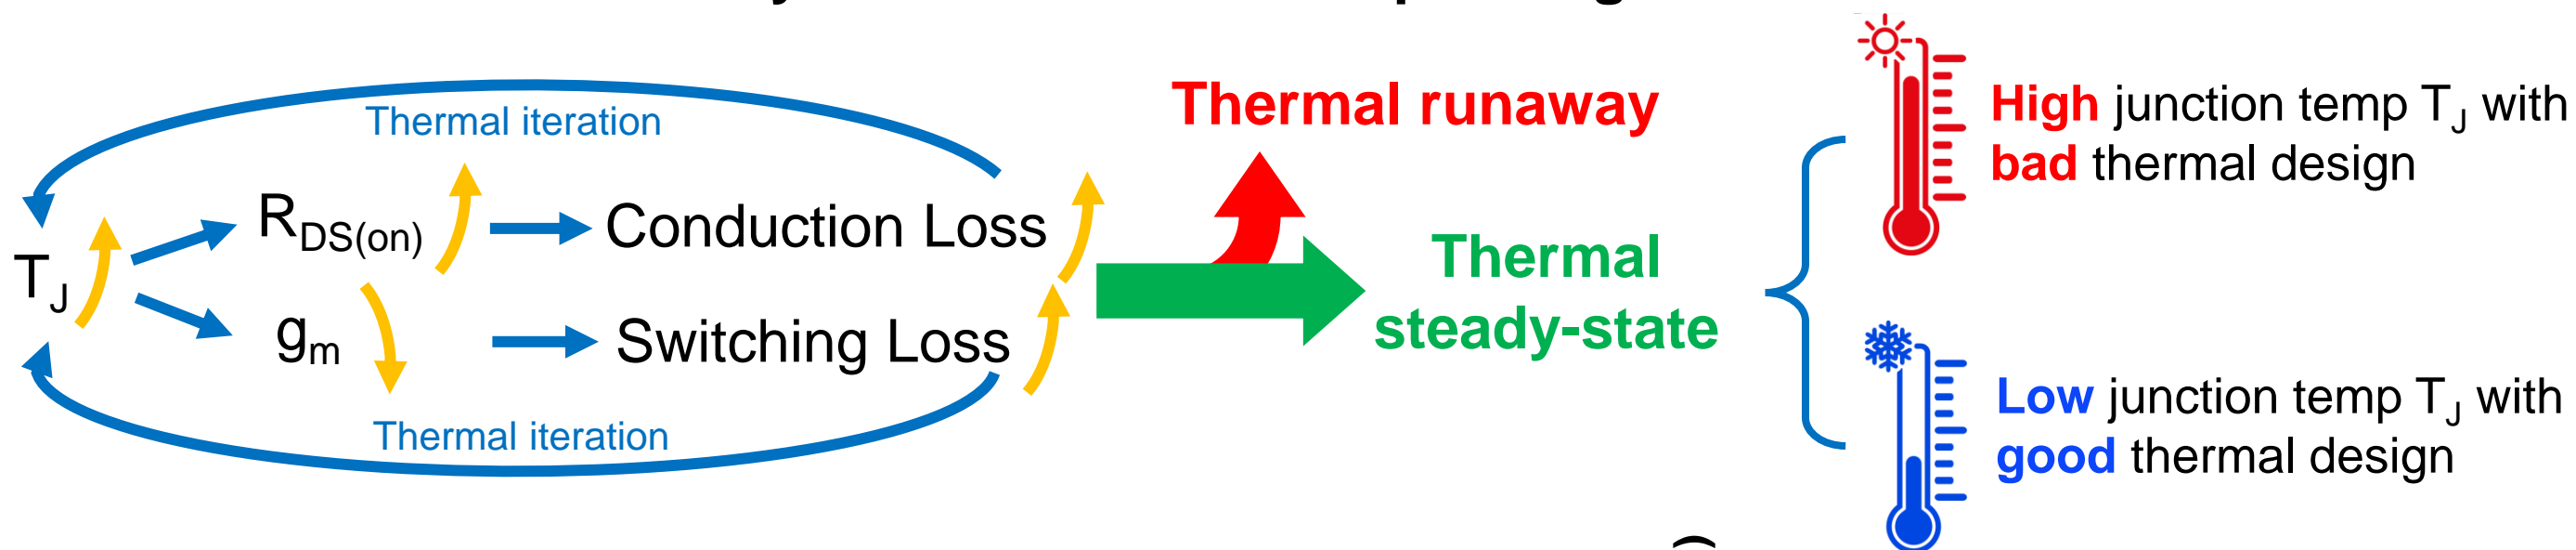 Thermal iteration
Thermal runaway
High junction temp TJ with
bad thermal design
RDS(on)
Conduction Loss
TJ
Thermal
steady-state
gm
Switching Loss
Low junction temp TJ with
good thermal design
Thermal iteration